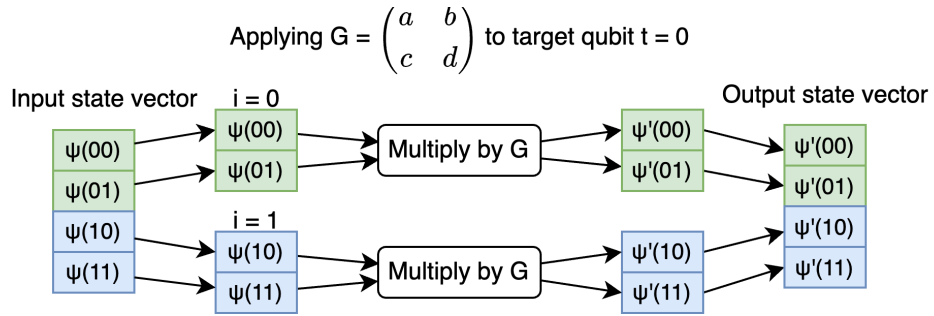 Applying G = (a b
c d) to target qubit t = 0
Input state vector
i = 0
Output state vector
ψ(00)
ψ(01)
ψ(10)
ψ(11)
ψ(00)
ψ(01)
Multiply by G
ψ'(00)
ψ'(01)
i = 1
ψ(10)
ψ(11)
Multiply by G
ψ'(10)
ψ'(11)
ψ'(00)
ψ'(01)
ψ'(10)
ψ'(11)